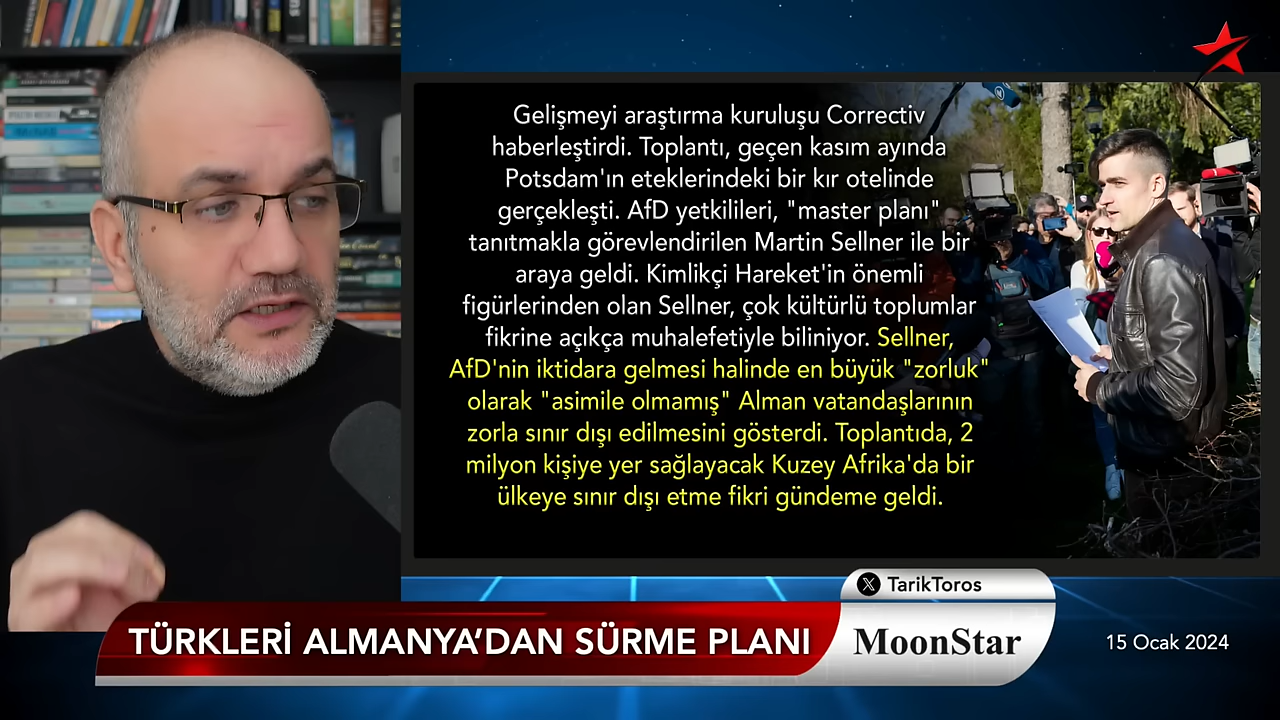 Gelişmeyi araştırma kuruluşu Correctiv
haberleştirdi. Toplantı, geçen kasım ayında
Potsdam'ın eteklerindeki bir kır otelinde
gerçekleşti. AfD yetkilileri, "master planı"
tanıtmakla görevlendirilen Martin Sellner ile bir
araya geldi. Kimlikçi Hareket'in önemli
figürlerinden olan Sellner, çok kültürlü toplumlar
fikrine açıkça muhalefetiyle biliniyor. Sellner,
AfD'nin iktidara gelmesi halinde en büyük "zorluk"
olarak "asimile olmamış" Alman vatandaşlarının
zorla sınır dışı edilmesini gösterdi. Toplantıda, 2
milyon kişiye yer sağlayacak Kuzey Afrika'da bir
ülkeye sınır dışı etme fikri gündeme geldi.
TarikToros
TÜRKLERİ ALMANYA’DAN SÜRME PLANI
MoonStar
15 Ocak 2024